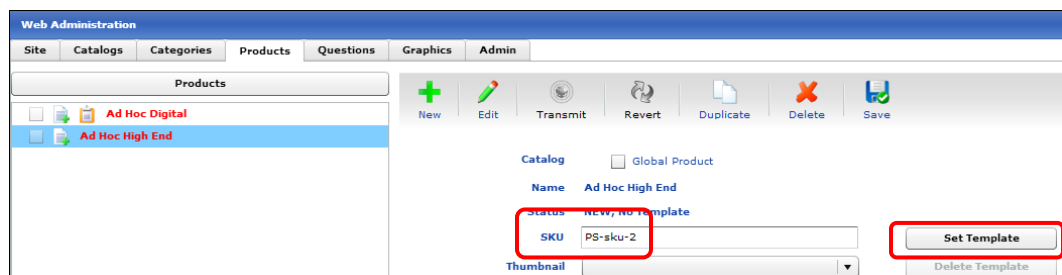 Web Administration
Site Catalogs Categories Products Questions Graphics Admin
Products
Ad Hoc Digital
Ad Hoc High End
New Edit Transmit Revert Duplicate Delete Save
Catalog Global Product
Name Ad Hoc High End
Status NEW, No Template
SKU PS-sku-2 Set Template
Thumbnail Delete Template